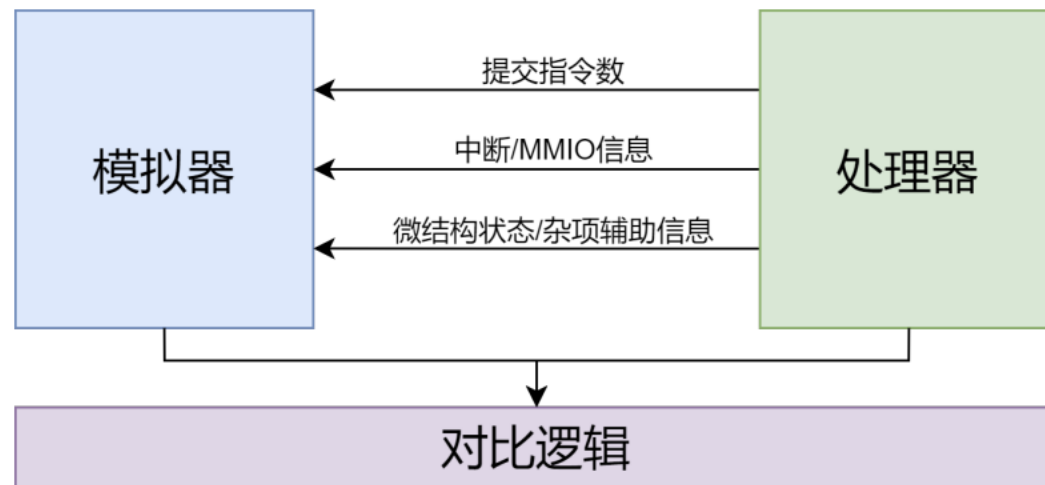 提交指令数
中断/MMIO信息
模拟器
处理器
微结构状态/杂项辅助信息
对比逻辑